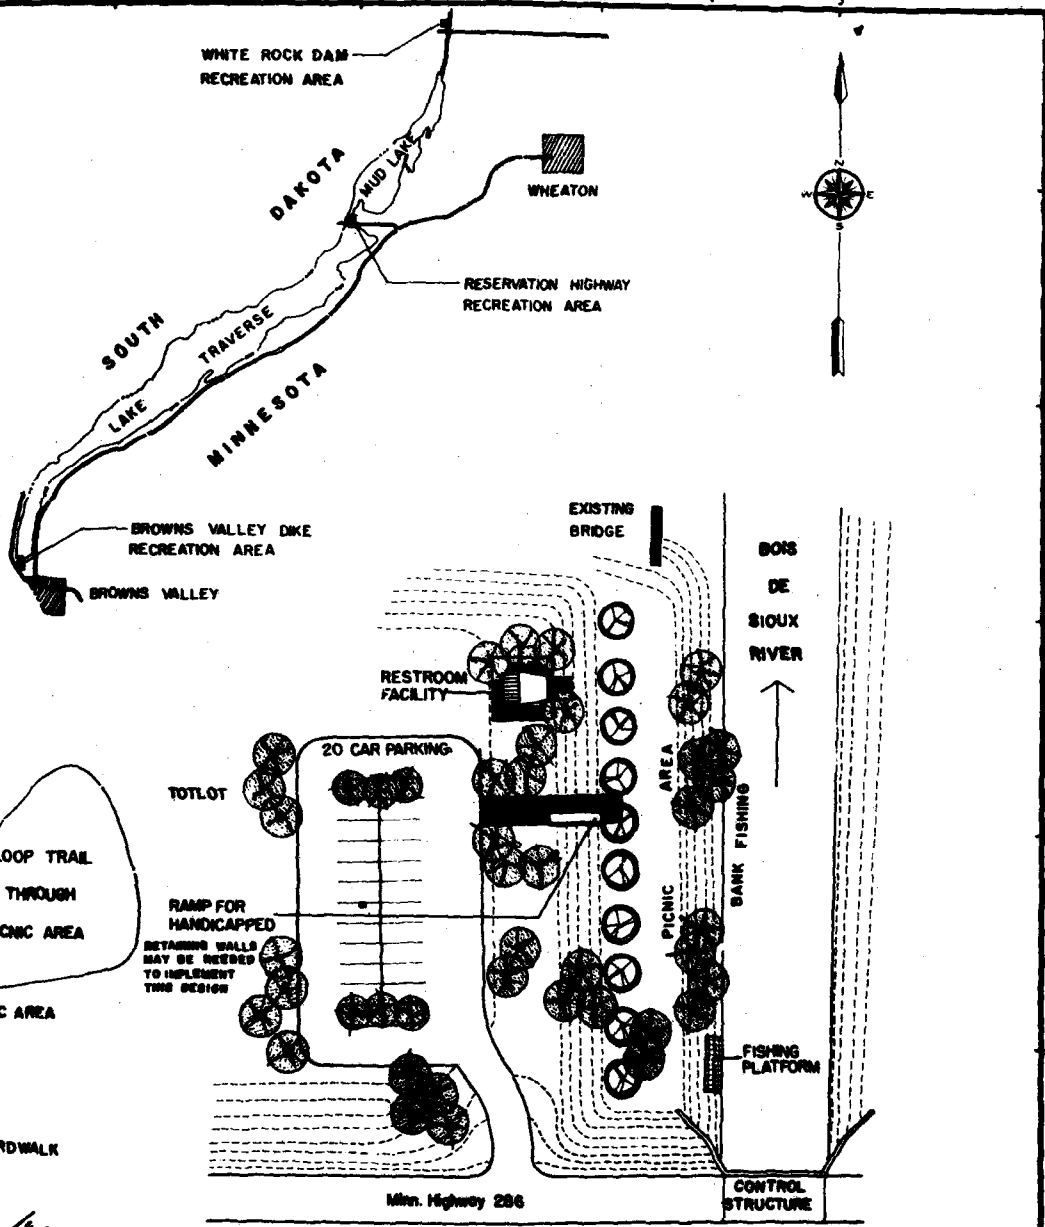 WHITE ROCK DAM
RECREATION AREA
DAKOTA
MUD LAKE
WHEATON
N
W
E
S
RESERVATION HIGHWAY
RECREATION AREA
SOUTH
TRAVERSE
LAKE
MINNESOTA
BROWNS VALLEY DIKE
RECREATION AREA
BROWNS VALLEY
EXISTING
BRIDGE
BOIS
DE
SIOUX
RIVER
RESTROOM
FACILITY
20 CAR PARKING
TOTLOT
AREA
PICNIC
BANK FISHING
LOOP TRAIL
THROUGH
CNIC AREA
RAMP FOR
HANDICAPPED
RETAINING WALLS
MAY BE NEEDED
TO IMPLEMENT
THIS DESIGN
C AREA
FISHING
PLATFORM
RDWALK
Minn. Highway 286
CONTROL
STRUCTURE